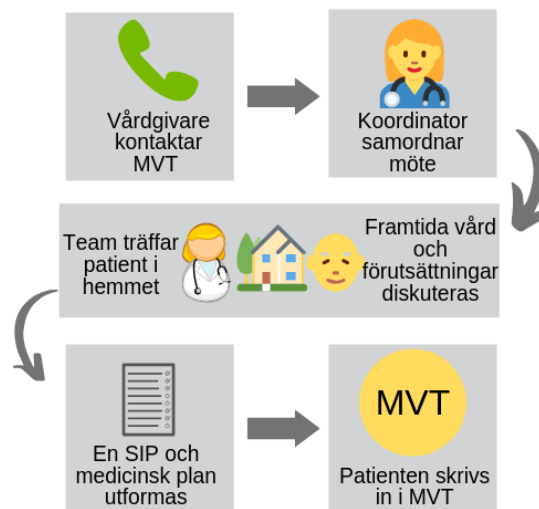 Vårdgivare
kontaktar
MVT
Koordinator
samordnar
möte
Team träffar
patient i
hemmet
Framtida vård
och
förutsättningar
diskuteras
En SIP och
medicinsk plan
utformas
MVT
Patienten skrivs
in i MVT